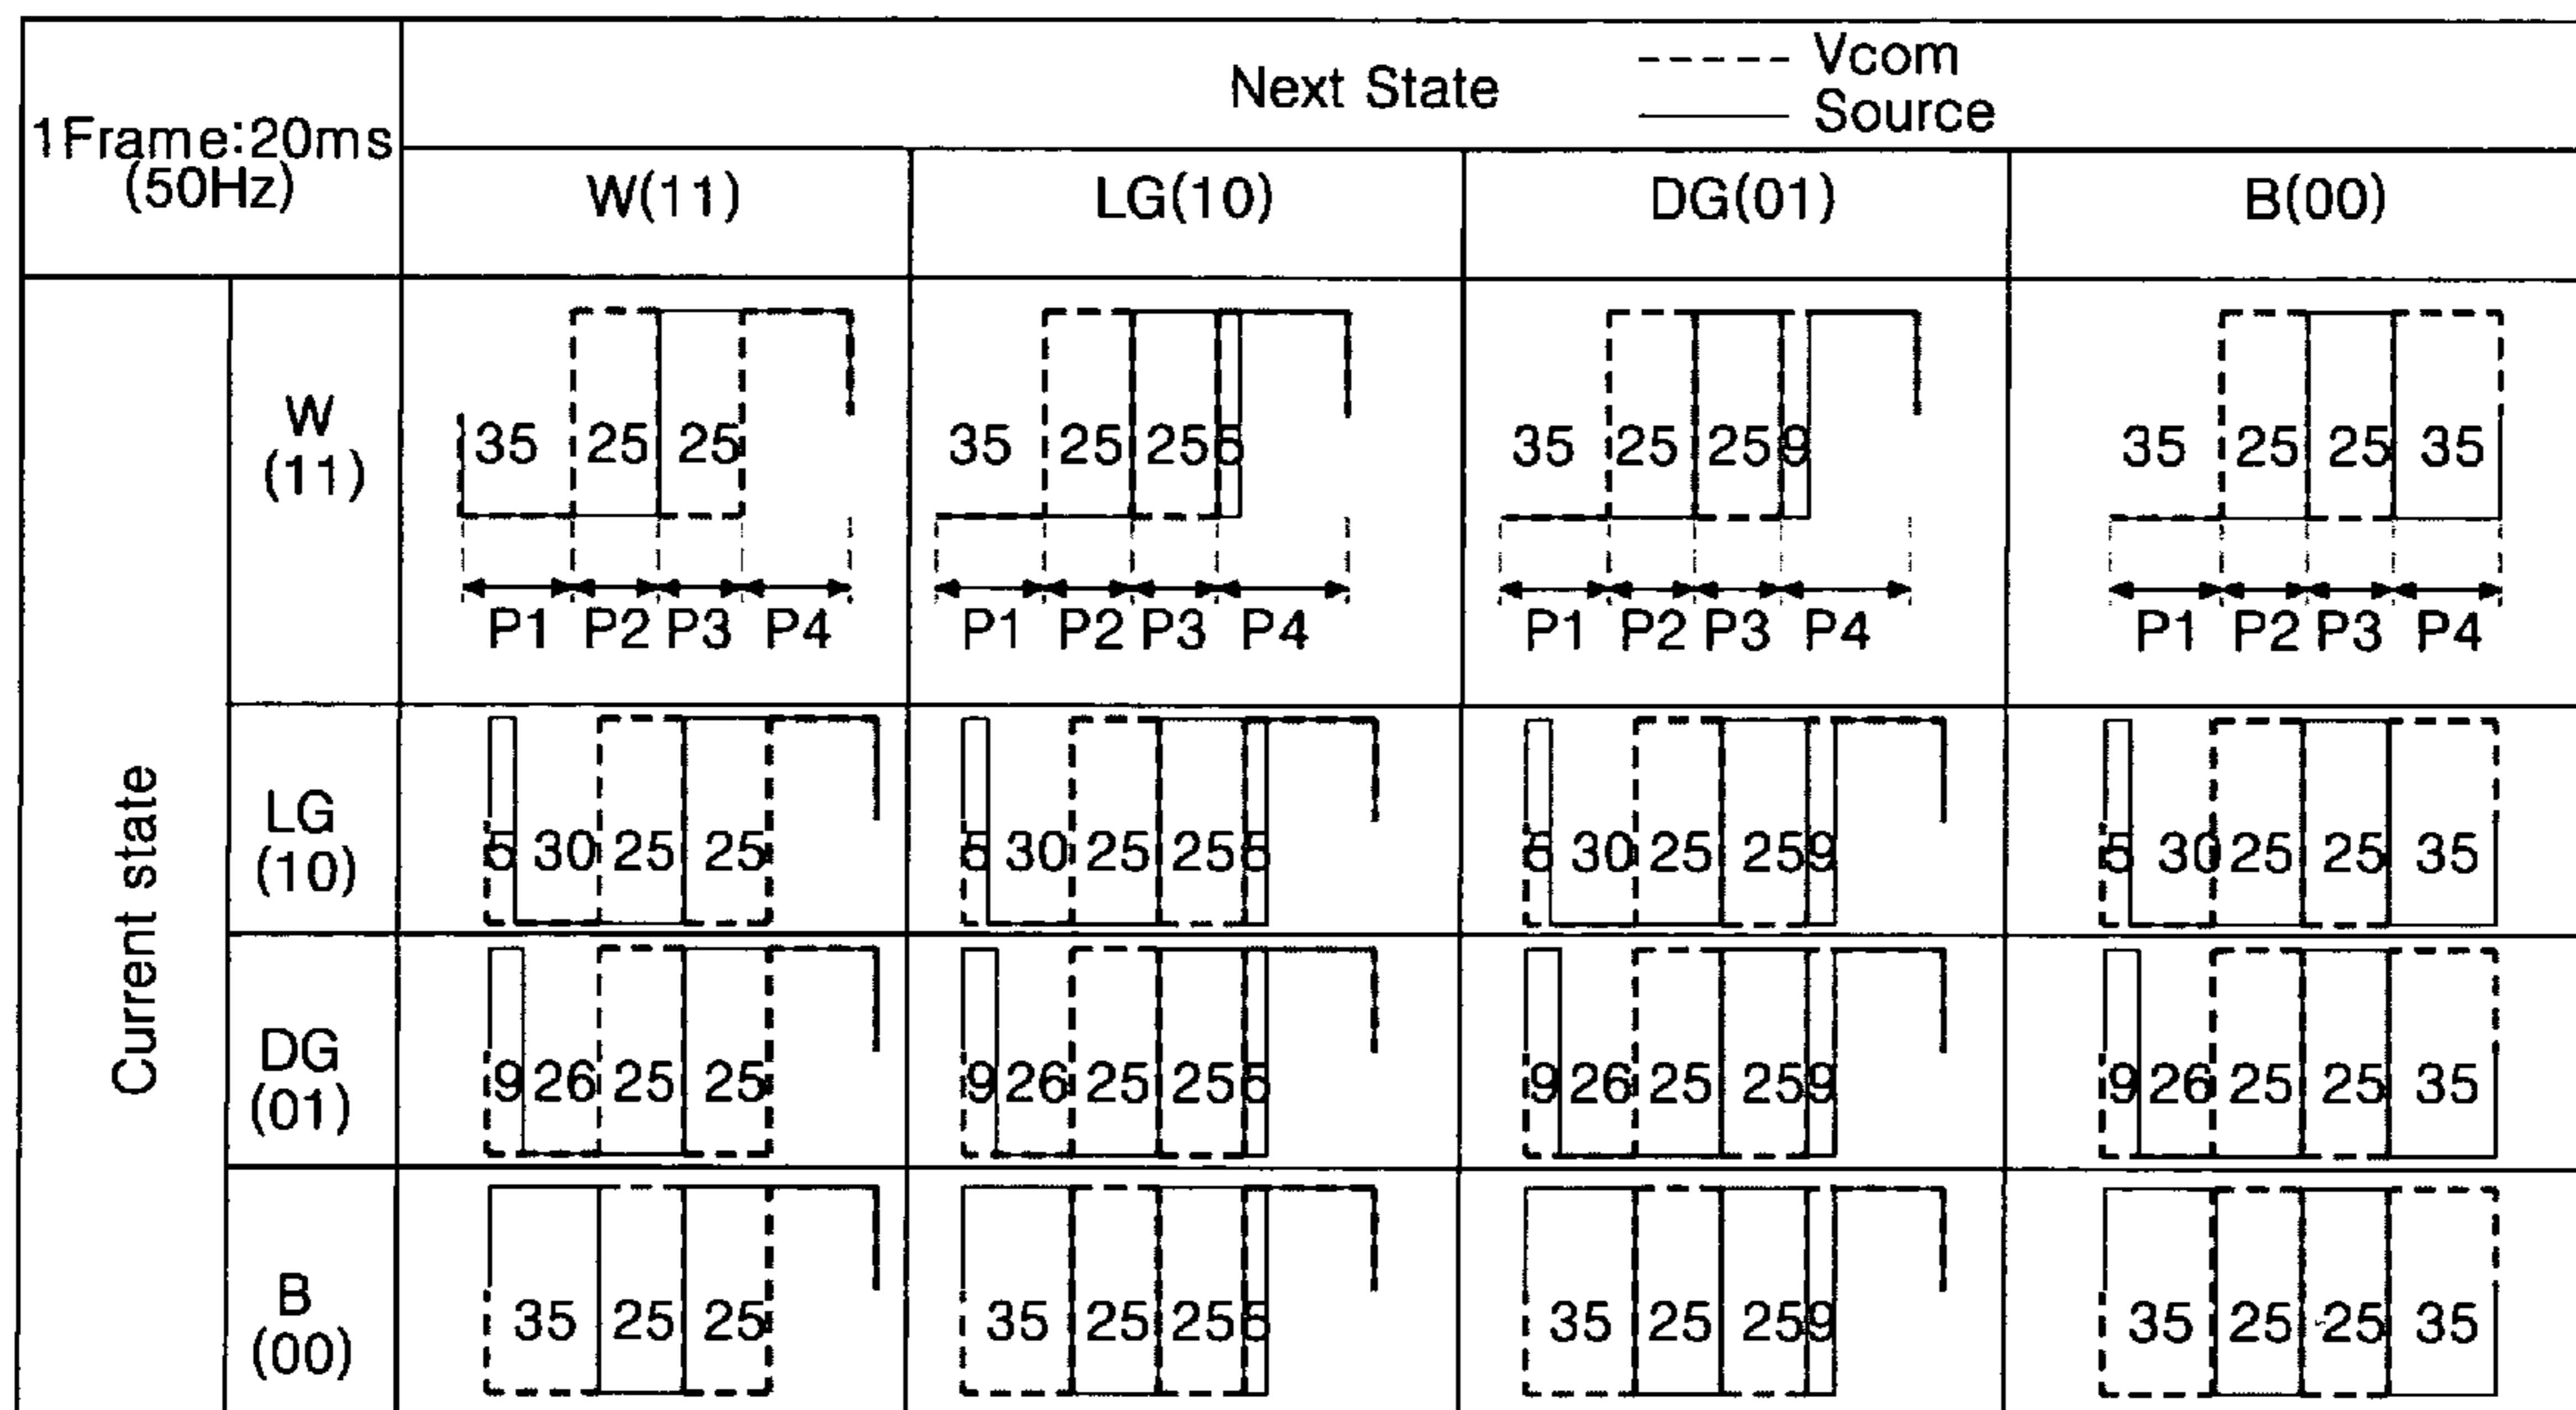 1Frame:20ms
(50Hz)
Next State
Vcom
Source
W(11) LG(10) DG(01) B(00)
Current state
W
(11)
35 25 25 35 25 25 5 35 25 25 9 35 25 25 35
P1 P2 P3 P4 P1 P2 P3 P4 P1 P2 P3 P4 P1 P2 P3 P4
LG
(10)
5 30 25 25 5 30 25 25 5 5 30 25 25 9 5 30 25 25 35
DG
(01)
9 26 25 25 9 26 25 25 5 9 26 25 25 9 9 26 25 25 35
B
(00)
35 25 25 35 25 25 5 35 25 25 9 35 25 25 35